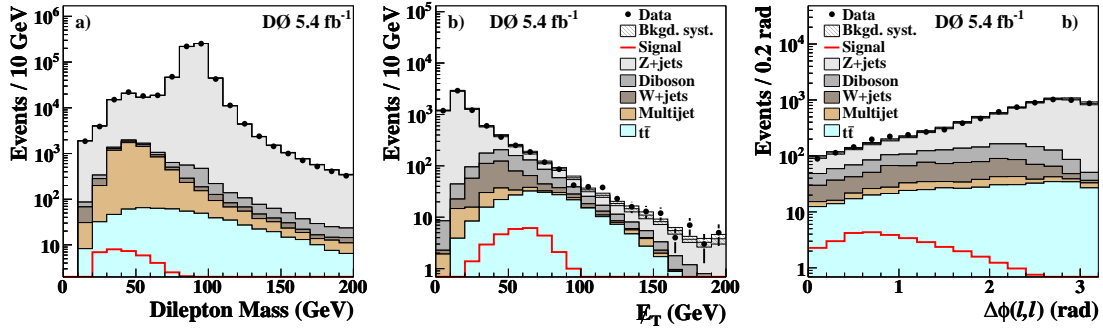 Events / 10 GeV
10⁷
10⁶
10⁵
10⁴
10³
10²
10
a)
DØ 5.4 fb⁻¹
0 50 100 150 200
Dilepton Mass (GeV)
Events / 10 GeV
10⁵
10⁴
10³
10²
10
1
b)
DØ 5.4 fb⁻¹
Data
Bkgd. syst.
Signal
Z+jets
Diboson
W+jets
Multijet
tt̄
0 50 100 150 200
E̸_T (GeV)
Events / 0.2 rad
10⁴
10³
10²
10
1
Data
Bkgd. syst.
Signal
Z+jets
Diboson
W+jets
Multijet
tt̄
DØ 5.4 fb⁻¹
b)
0 1 2 3
Δϕ(l,l) (rad)